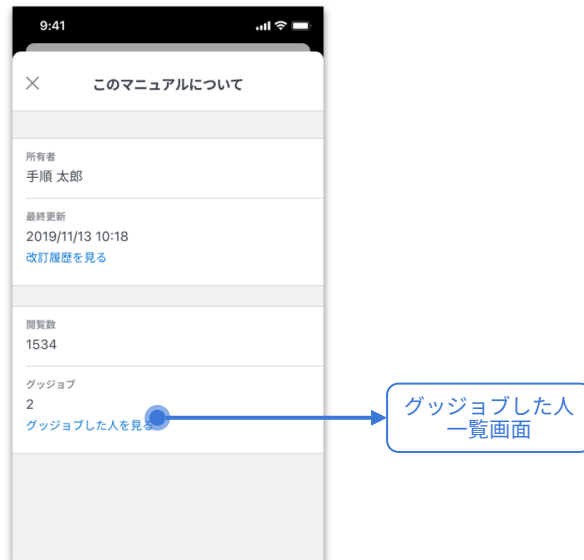 9:41
このマニュアルについて
所有者
手順 太郎
最終更新
2019/11/13 10:18
改訂履歴を見る
閲覧数
1534
グッジョブ
2
グッジョブした人を見る
グッジョブした人
一覧画面